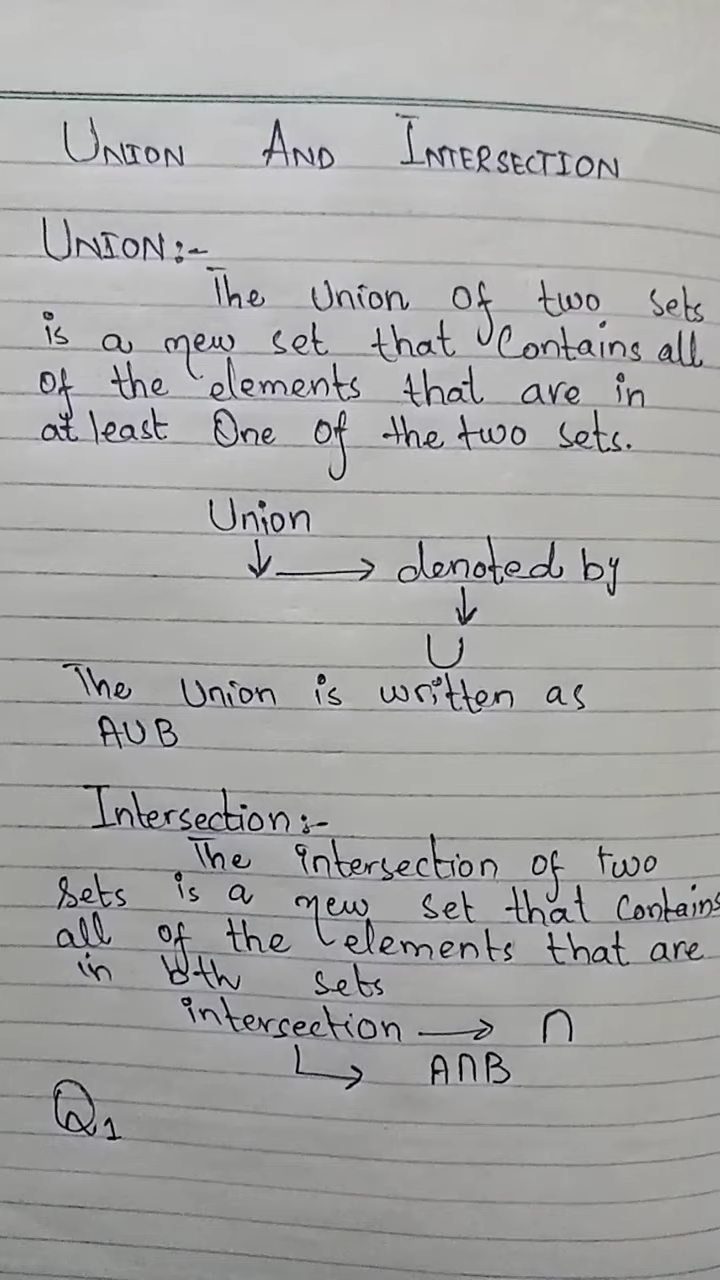 UNION AND INTERSECTION
UNION:-
The Union Of two sets
is a new set that Contains all
Of the elements that are in
at least One of the two sets.
Union
↓ → denoted by
↓
U
The Union is written as
AUB
Intersection:-
The intersection of two
sets is a new set that Contains
all of the elements that are
in both sets
intersection → ∩
↳ A∩B
Q1